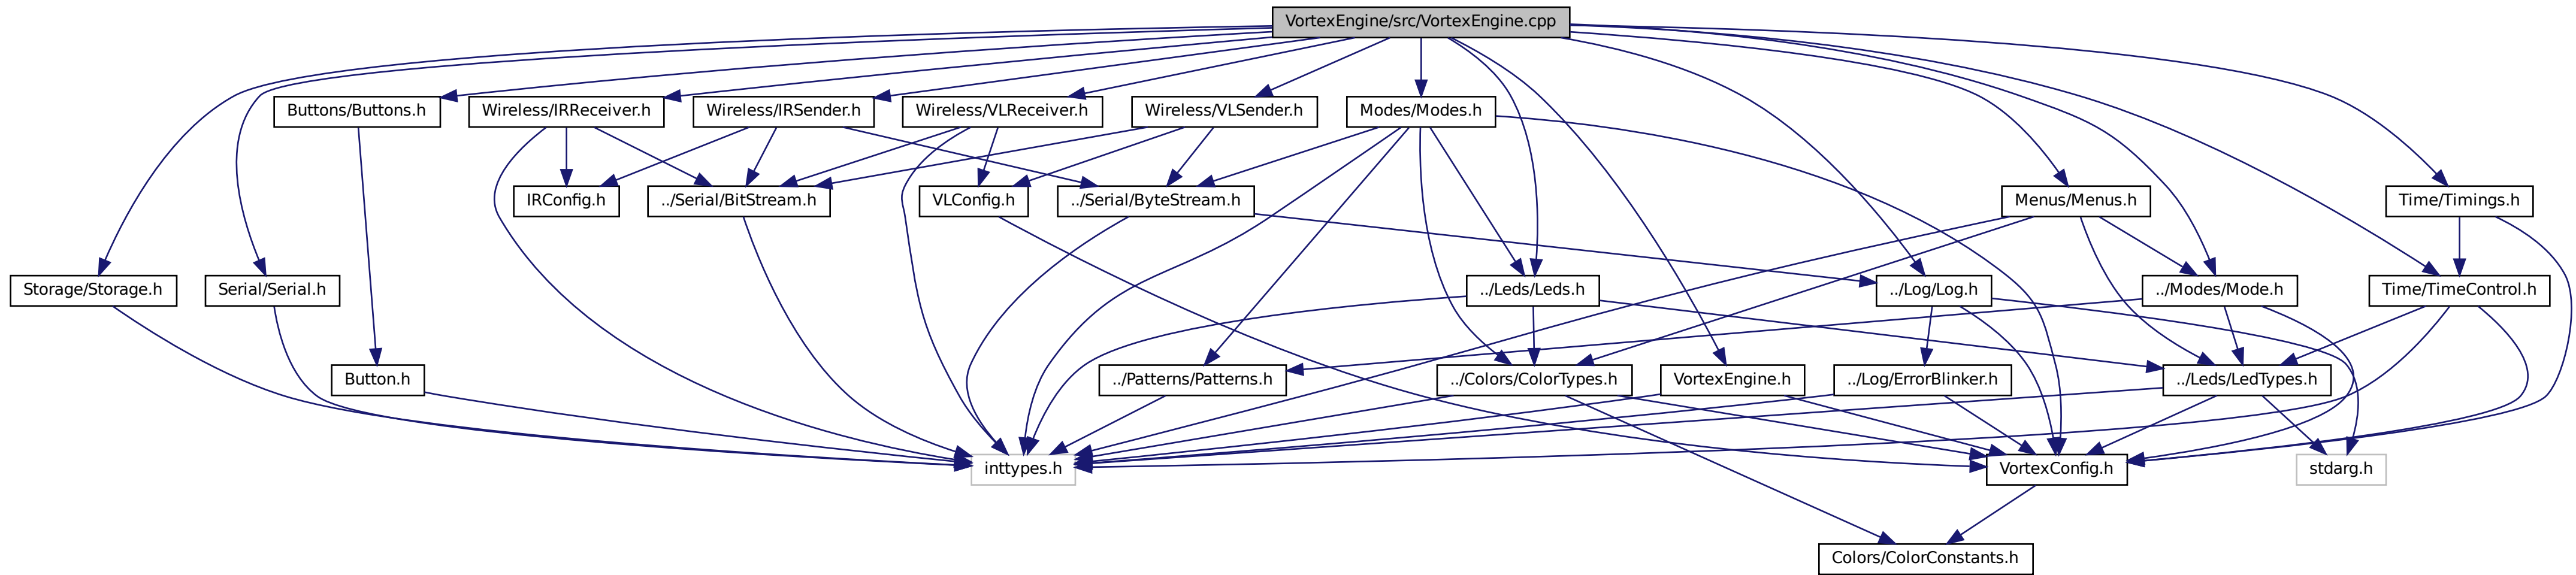 VortexEngine/src/VortexEngine.cpp
Buttons/Buttons.h
Wireless/IRReceiver.h
Wireless/IRSender.h
Wireless/VLReceiver.h
Wireless/VLSender.h
Modes/Modes.h
IRConfig.h
../Serial/BitStream.h
VLConfig.h
../Serial/ByteStream.h
Menus/Menus.h
Time/Timings.h
Storage/Storage.h
Serial/Serial.h
../Leds/Leds.h
../Log/Log.h
../Modes/Mode.h
Time/TimeControl.h
Button.h
../Patterns/Patterns.h
../Colors/ColorTypes.h
VortexEngine.h
../Log/ErrorBlinker.h
../Leds/LedTypes.h
inttypes.h
VortexConfig.h
stdarg.h
Colors/ColorConstants.h